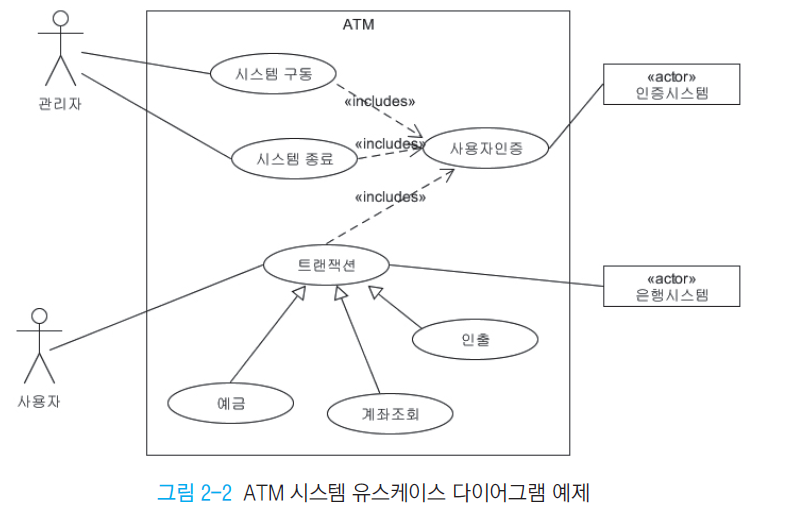 ATM
시스템 구동
«actor»
인증시스템
관리자
«includes»
«includes»
시스템 종료
사용자인증
«includes»
트랜잭션
«actor»
은행시스템
인출
사용자
예금
계좌조회
그림 2-2 ATM 시스템 유스케이스 다이어그램 예제